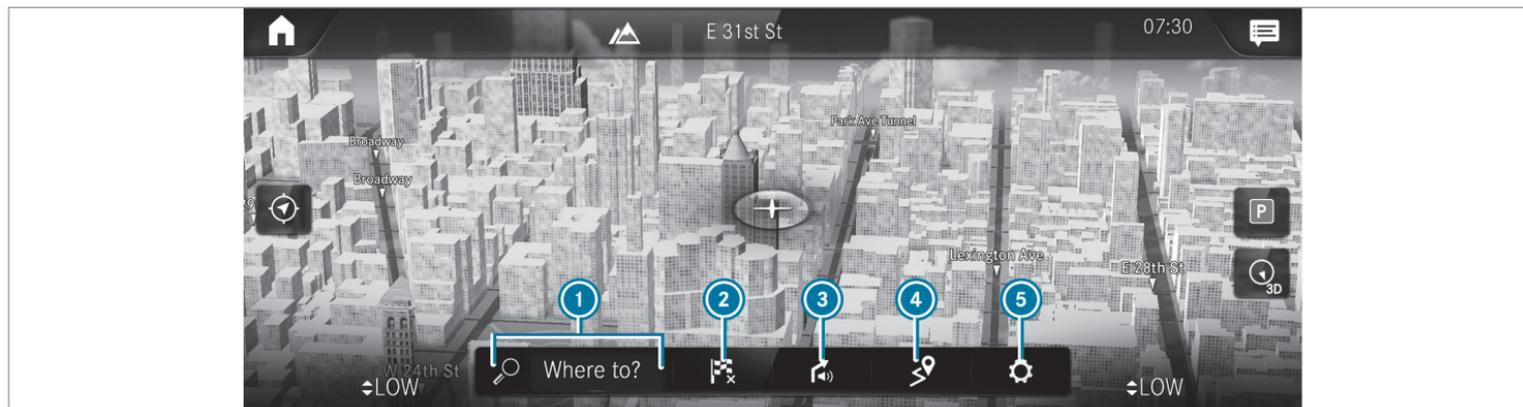 E 31st St
07:30
Park Ave Tunnel
Broadway
Broadway
29
P
Lexington Ave
E 28th St
3D
1
2
3
4
5
W 24th St
Where to?
LOW
LOW